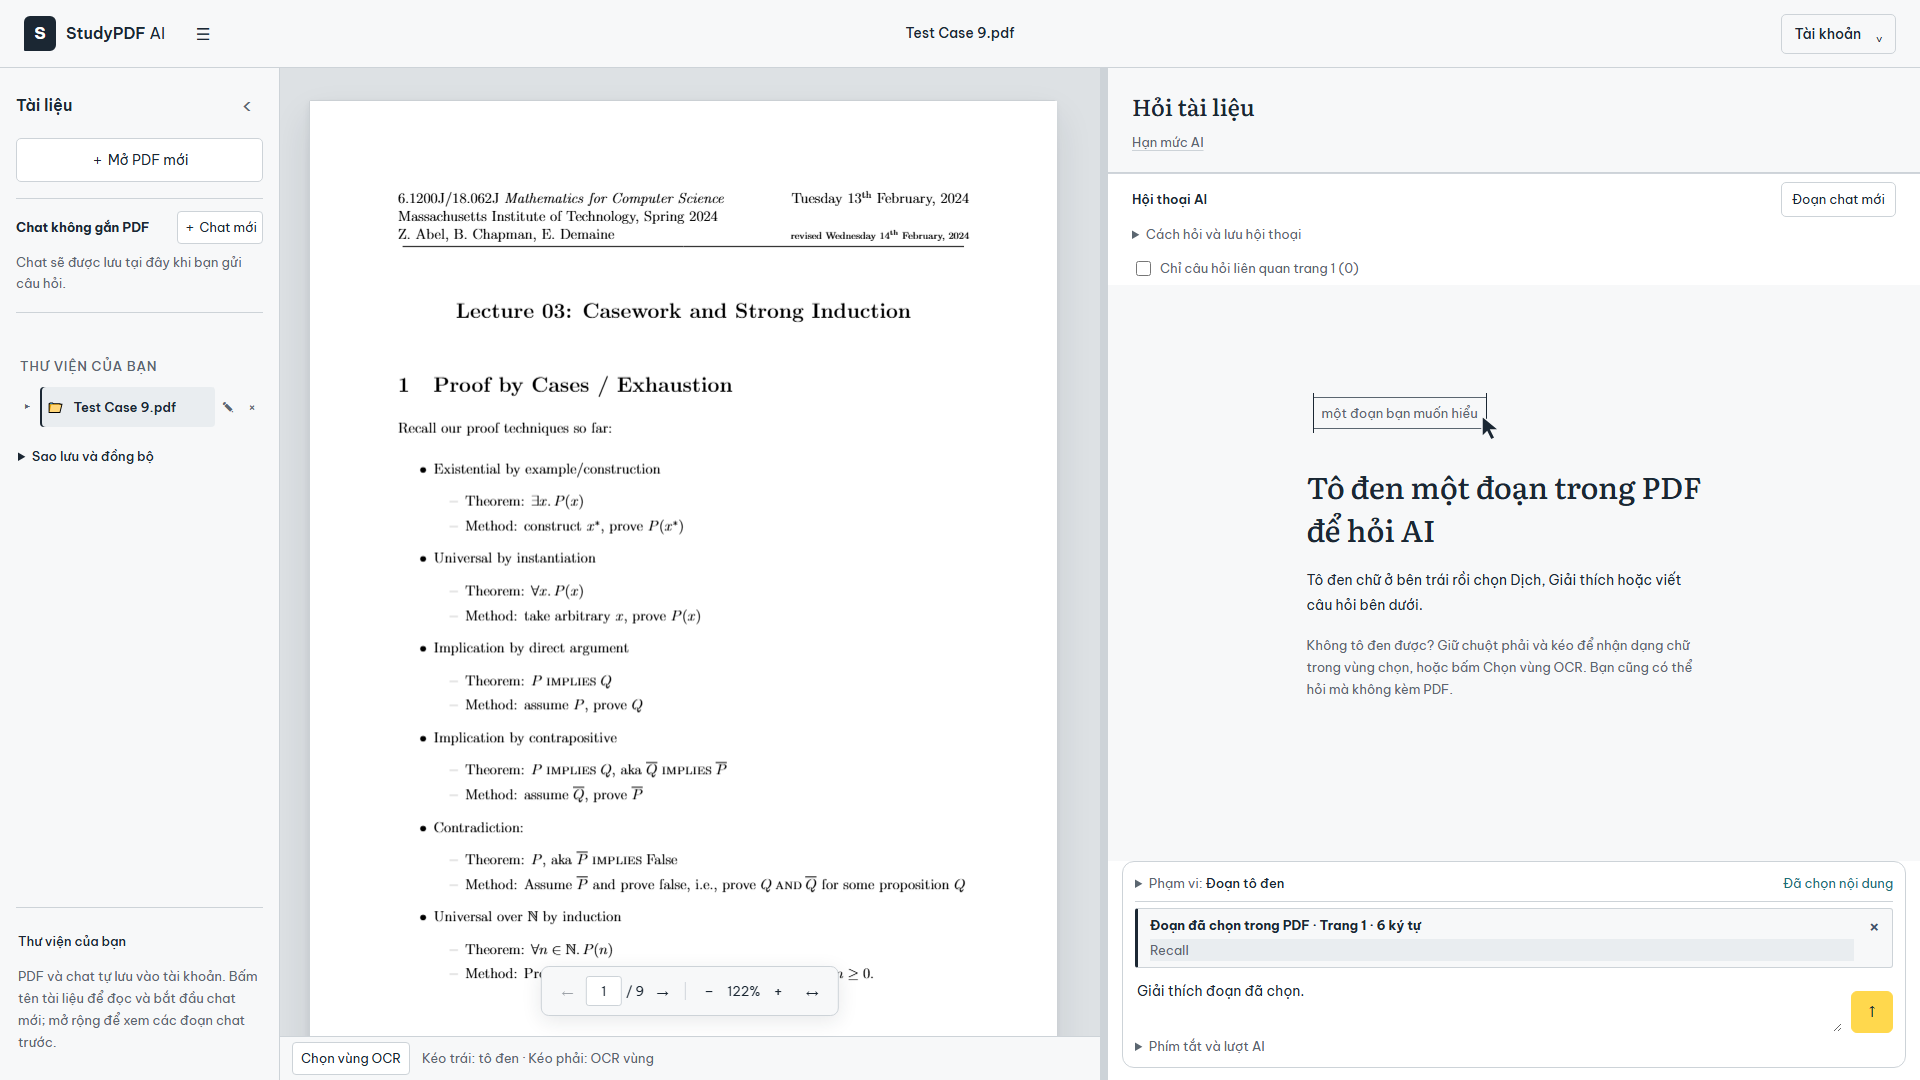 S StudyPDF AI ☰
Test Case 9.pdf
Tài khoản v
Tài liệu <
+ Mở PDF mới
Chat không gắn PDF + Chat mới
Chat sẽ được lưu tại đây khi bạn gửi
câu hỏi.
THƯ VIỆN CỦA BẠN
Test Case 9.pdf ×
Sao lưu và đồng bộ
Thư viện của bạn
PDF và chat tự lưu vào tài khoản. Bấm
tên tài liệu để đọc và bắt đầu chat
mới; mở rộng để xem các đoạn chat
trước.
6.1200J/18.062J Mathematics for Computer Science Tuesday 13th February, 2024
Massachusetts Institute of Technology, Spring 2024
Z. Abel, B. Chapman, E. Demaine revised Wednesday 14th February, 2024
Lecture 03: Casework and Strong Induction
1 Proof by Cases / Exhaustion
Recall our proof techniques so far:
• Existential by example/construction
– Theorem: ∃x. P(x)
– Method: construct x*, prove P(x*)
• Universal by instantiation
– Theorem: ∀x. P(x)
– Method: take arbitrary x, prove P(x)
• Implication by direct argument
– Theorem: P IMPLIES Q
– Method: assume P, prove Q
• Implication by contrapositive
– Theorem: P IMPLIES Q, aka Q̅ IMPLIES P̅
– Method: assume Q̅, prove P̅
• Contradiction:
– Theorem: P, aka P̅ IMPLIES False
– Method: Assume P̅ and prove false, i.e., prove Q AND Q̅ for some proposition Q
• Universal over ℕ by induction
– Theorem: ∀n ∈ ℕ. P(n)
– Method: n ≥ 0.
← 1 / 9 → − 122% + ↔
Chọn vùng OCR Kéo trái: tô đen · Kéo phải: OCR vùng
Hỏi tài liệu
Hạn mức AI
Hội thoại AI Đoạn chat mới
Cách hỏi và lưu hội thoại
Chỉ câu hỏi liên quan trang 1 (0)
một đoạn bạn muốn hiểu
Tô đen một đoạn trong PDF
để hỏi AI
Tô đen chữ ở bên trái rồi chọn Dịch, Giải thích hoặc viết
câu hỏi bên dưới.
Không tô đen được? Giữ chuột phải và kéo để nhận dạng chữ
trong vùng chọn, hoặc bấm Chọn vùng OCR. Bạn cũng có thể
hỏi mà không kèm PDF.
Phạm vi: Đoạn tô đen Đã chọn nội dung
Đoạn đã chọn trong PDF · Trang 1 · 6 ký tự ×
Recall
Giải thích đoạn đã chọn.
↑
Phím tắt và lượt AI